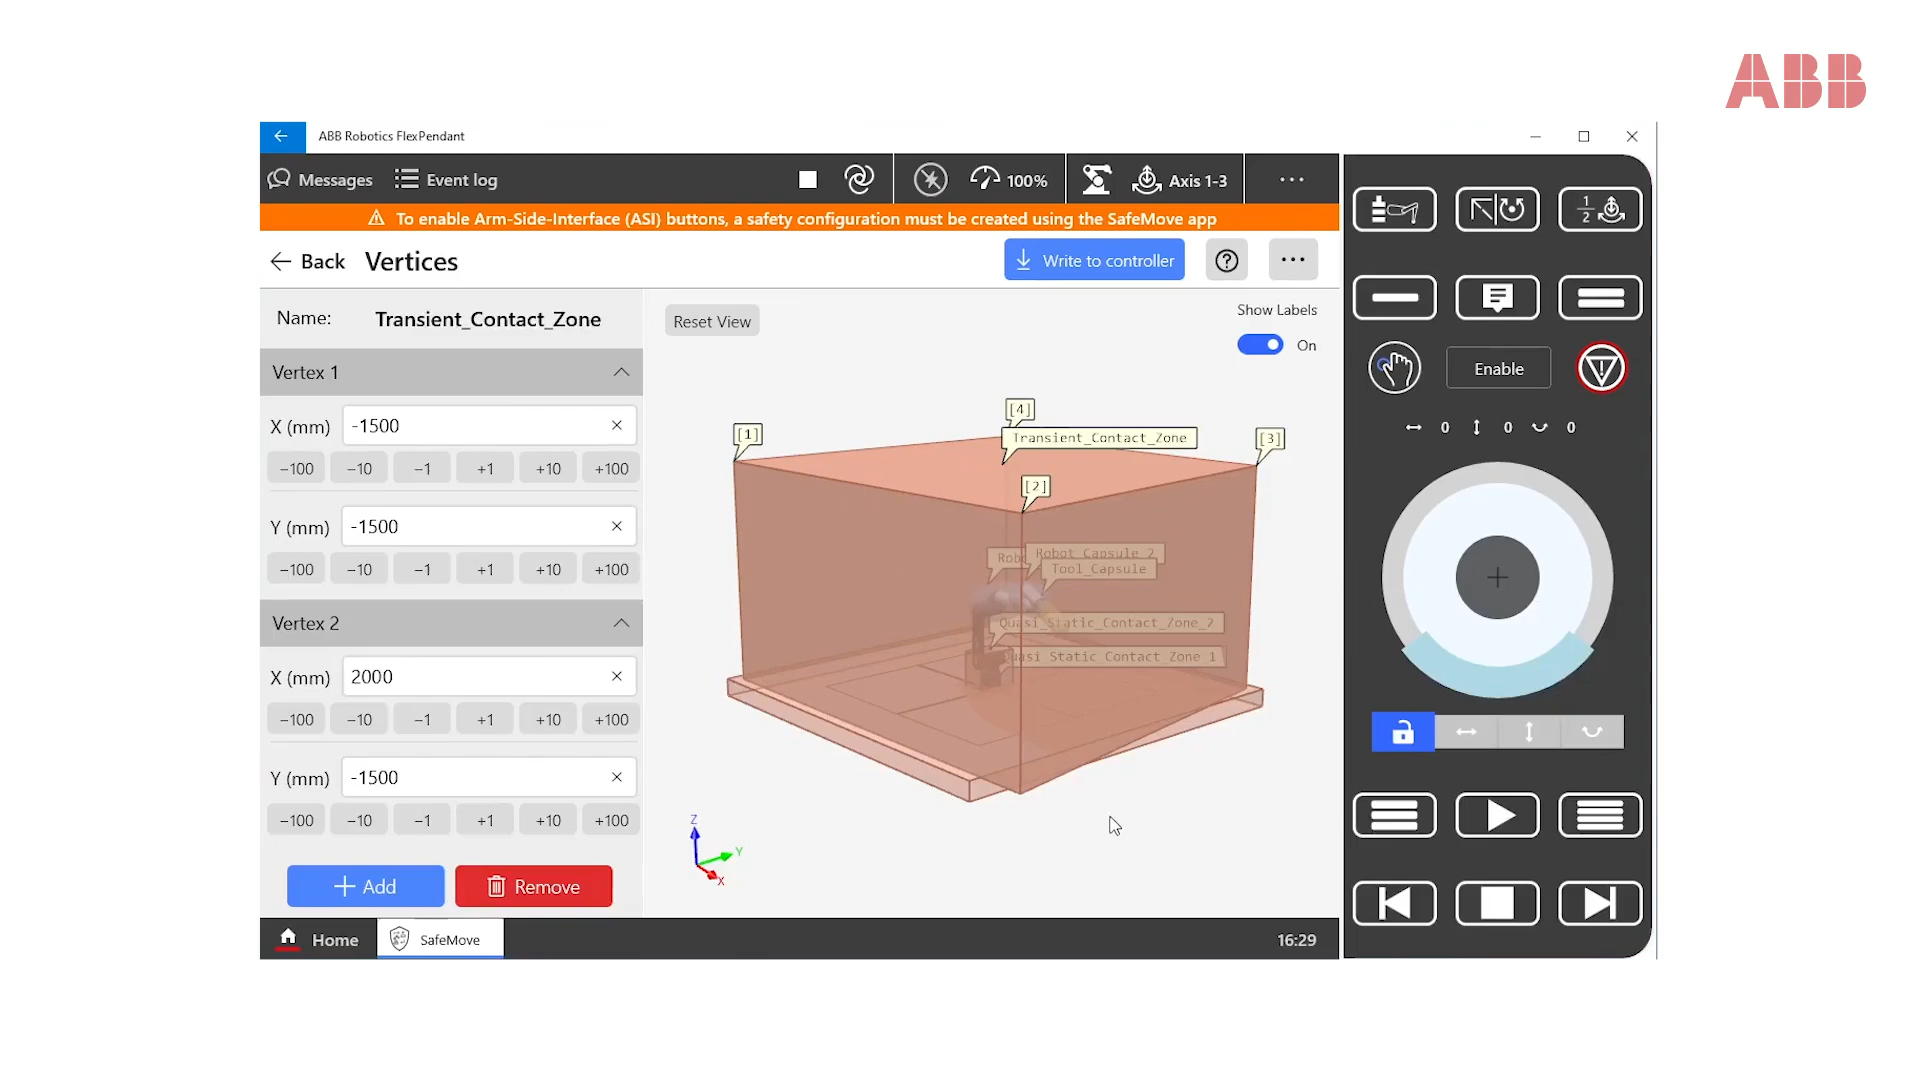 ABB
ABB Robotics FlexPendant
Messages
Event log
100%
Axis 1-3
1
2
To enable Arm-Side-Interface (ASI) buttons, a safety configuration must be created using the SafeMove app
Back
Vertices
Write to controller
Name:
Transient_Contact_Zone
Reset View
Show Labels
On
Enable
Vertex 1
X (mm)
-1500
−100 −10 −1 +1 +10 +100
Y (mm)
-1500
−100 −10 −1 +1 +10 +100
Vertex 2
X (mm)
2000
−100 −10 −1 +1 +10 +100
Y (mm)
-1500
−100 −10 −1 +1 +10 +100
Add
Remove
[4]
[1]
Transient_Contact_Zone
[3]
[2]
Robot_Capsule_2
Tool_Capsule
Quasi_Static_Contact_Zone_2
Static_Contact_Zone_1
Z
Y
X
0 0 0
Home
SafeMove
16:29